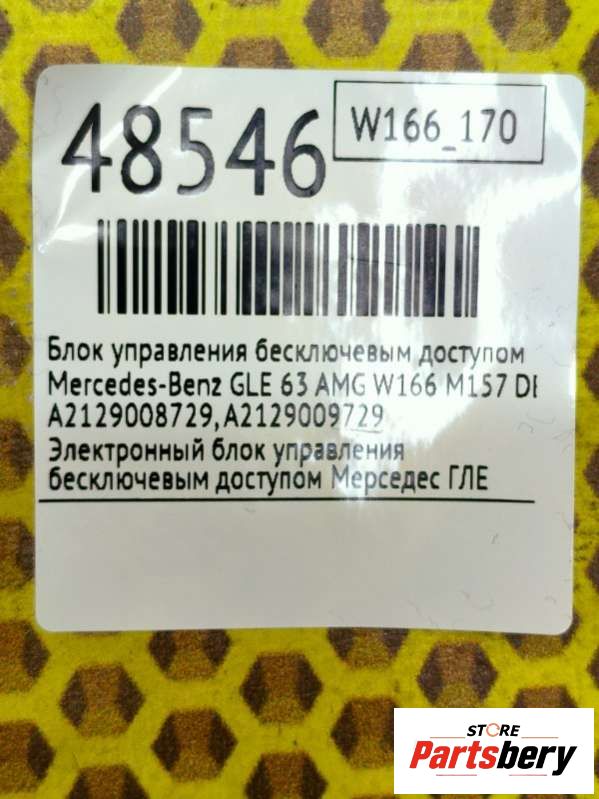 48546
W166_170
Блок управления бесключевым доступом
Mercedes-Benz GLE 63 AMG W166 M157 DE
A2129008729,A2129009729
Электронный блок управления
бесключевым доступом Мерседес ГЛЕ
STORE
Partsbery